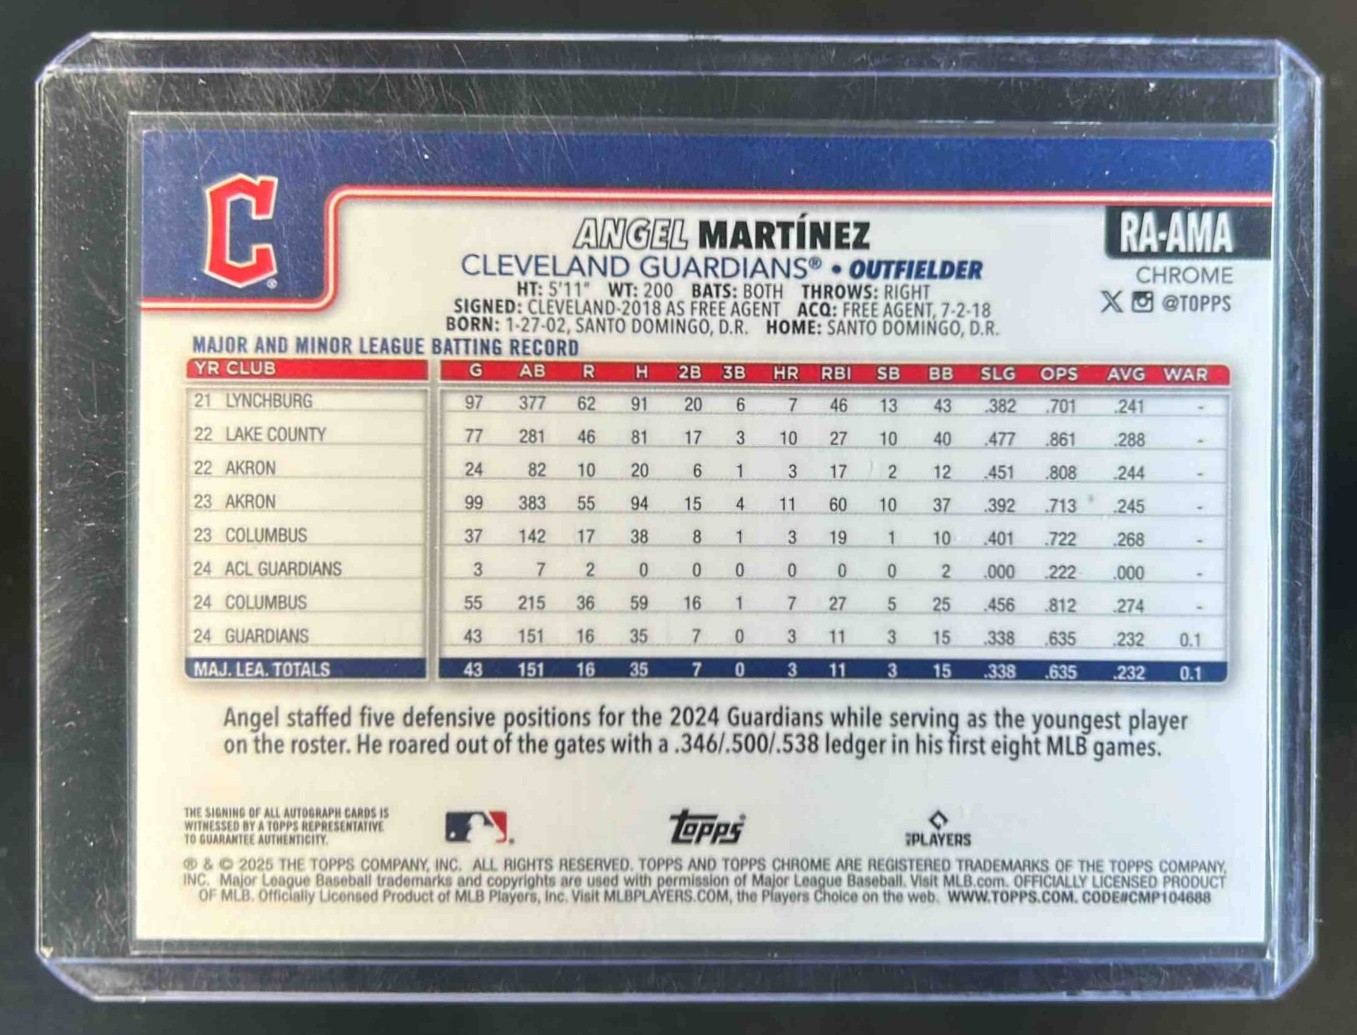 C
ANGEL MARTÍNEZ
RA-AMA
CLEVELAND GUARDIANS® • OUTFIELDER
CHROME
HT: 5'11" WT: 200 BATS: BOTH THROWS: RIGHT
@TOPPS
SIGNED: CLEVELAND-2018 AS FREE AGENT ACQ: FREE AGENT, 7-2-18
BORN: 1-27-02, SANTO DOMINGO, D.R. HOME: SANTO DOMINGO, D.R.
MAJOR AND MINOR LEAGUE BATTING RECORD
YR CLUB G AB R H 2B 3B HR RBI SB BB SLG OPS AVG WAR
21 LYNCHBURG 97 377 62 91 20 6 7 46 13 43 .382 .701 .241 -
22 LAKE COUNTY 77 281 46 81 17 3 10 27 10 40 .477 .861 .288 -
22 AKRON 24 82 10 20 6 1 3 17 2 12 .451 .808 .244 -
23 AKRON 99 383 55 94 15 4 11 60 10 37 .392 .713 .245 -
23 COLUMBUS 37 142 17 38 8 1 3 19 1 10 .401 .722 .268 -
24 ACL GUARDIANS 3 7 2 0 0 0 0 0 0 2 .000 .222 .000 -
24 COLUMBUS 55 215 36 59 16 1 7 27 5 25 .456 .812 .274 -
24 GUARDIANS 43 151 16 35 7 0 3 11 3 15 .338 .635 .232 0.1
MAJ. LEA. TOTALS 43 151 16 35 7 0 3 11 3 15 .338 .635 .232 0.1
Angel staffed five defensive positions for the 2024 Guardians while serving as the youngest player
on the roster. He roared out of the gates with a .346/.500/.538 ledger in his first eight MLB games.
THE SIGNING OF ALL AUTOGRAPH CARDS IS
WITNESSED BY A TOPPS REPRESENTATIVE
TO GUARANTEE AUTHENTICITY.
Topps
MLBPLAYERS
® & © 2025 THE TOPPS COMPANY, INC. ALL RIGHTS RESERVED. TOPPS AND TOPPS CHROME ARE REGISTERED TRADEMARKS OF THE TOPPS COMPANY,
INC. Major League Baseball trademarks and copyrights are used with permission of Major League Baseball. Visit MLB.com. OFFICIALLY LICENSED PRODUCT
OF MLB. Officially Licensed Product of MLB Players, Inc. Visit MLBPLAYERS.COM, the Players Choice on the web. WWW.TOPPS.COM. CODE#CMP104688